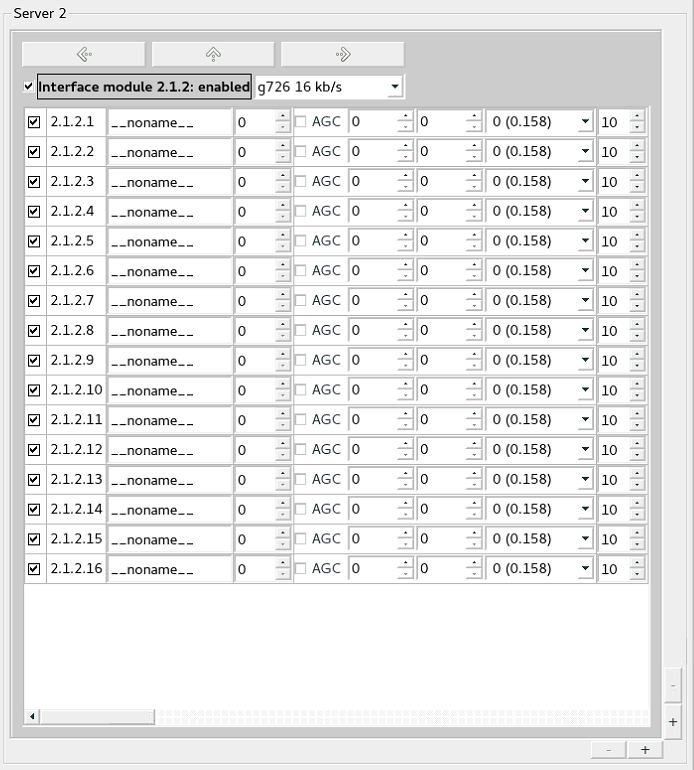 Server 2
Interface module 2.1.2: enabled g726 16 kb/s
2.1.2.1 __noname__ 0 AGC 0 0 0 (0.158) 10
2.1.2.2 __noname__ 0 AGC 0 0 0 (0.158) 10
2.1.2.3 __noname__ 0 AGC 0 0 0 (0.158) 10
2.1.2.4 __noname__ 0 AGC 0 0 0 (0.158) 10
2.1.2.5 __noname__ 0 AGC 0 0 0 (0.158) 10
2.1.2.6 __noname__ 0 AGC 0 0 0 (0.158) 10
2.1.2.7 __noname__ 0 AGC 0 0 0 (0.158) 10
2.1.2.8 __noname__ 0 AGC 0 0 0 (0.158) 10
2.1.2.9 __noname__ 0 AGC 0 0 0 (0.158) 10
2.1.2.10 __noname__ 0 AGC 0 0 0 (0.158) 10
2.1.2.11 __noname__ 0 AGC 0 0 0 (0.158) 10
2.1.2.12 __noname__ 0 AGC 0 0 0 (0.158) 10
2.1.2.13 __noname__ 0 AGC 0 0 0 (0.158) 10
2.1.2.14 __noname__ 0 AGC 0 0 0 (0.158) 10
2.1.2.15 __noname__ 0 AGC 0 0 0 (0.158) 10
2.1.2.16 __noname__ 0 AGC 0 0 0 (0.158) 10
-
+
- +